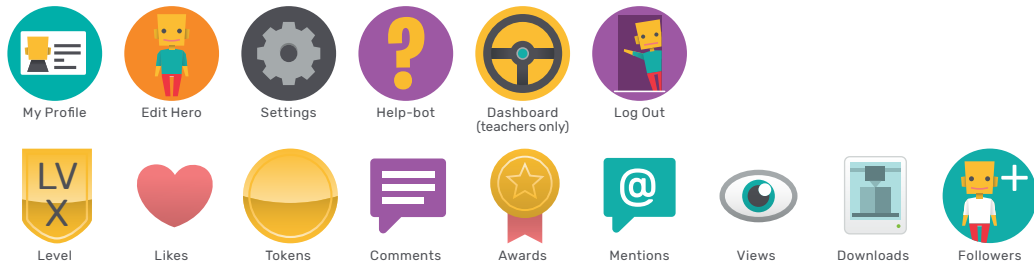 My Profile
Edit Hero
Settings
Help-bot
Dashboard
(teachers only)
Log Out
LV
X
@
Level
Likes
Tokens
Comments
Awards
Mentions
Views
Downloads
Followers